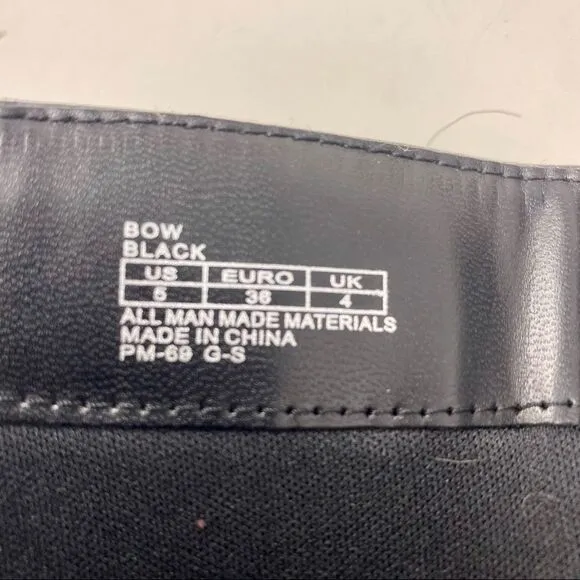 BOW
BLACK
US EURO UK
6 36 4
ALL MAN MADE MATERIALS
MADE IN CHINA
PM-69 G-S